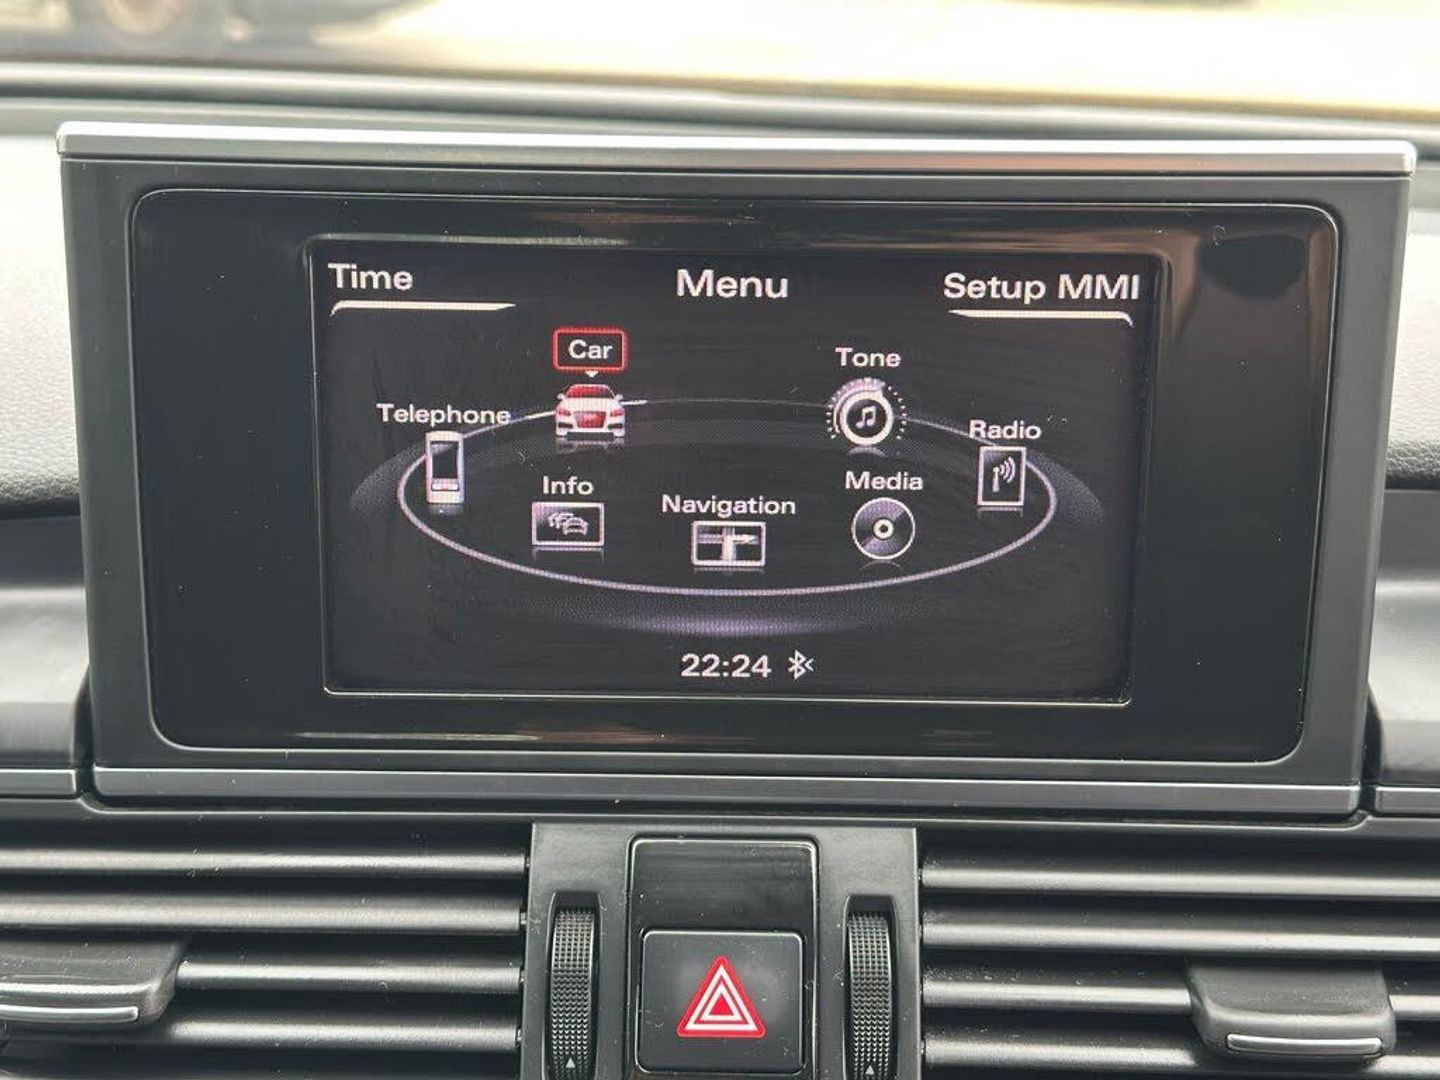 Time
Menu
Setup MMI
Car
Tone
Telephone
Radio
Info
Navigation
Media
22:24